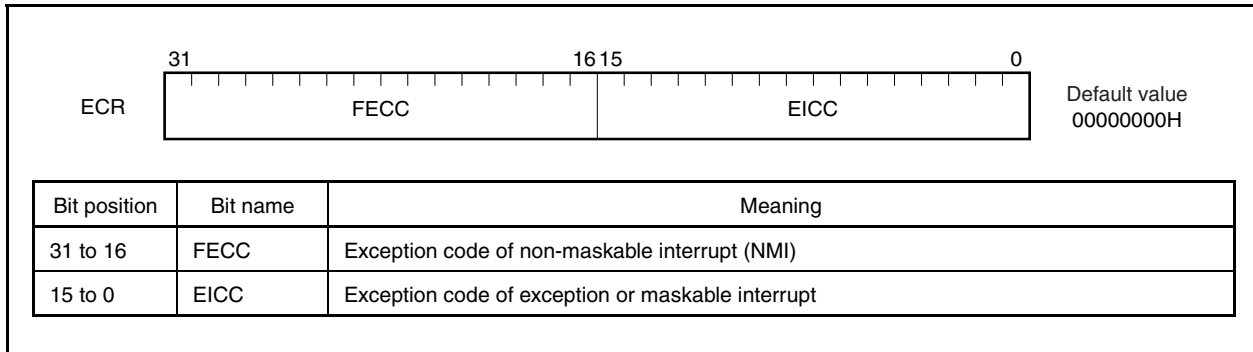 31 16 15 0
ECR FECC EICC Default value
00000000H
Bit position Bit name Meaning
31 to 16 FECC Exception code of non-maskable interrupt (NMI)
15 to 0 EICC Exception code of exception or maskable interrupt